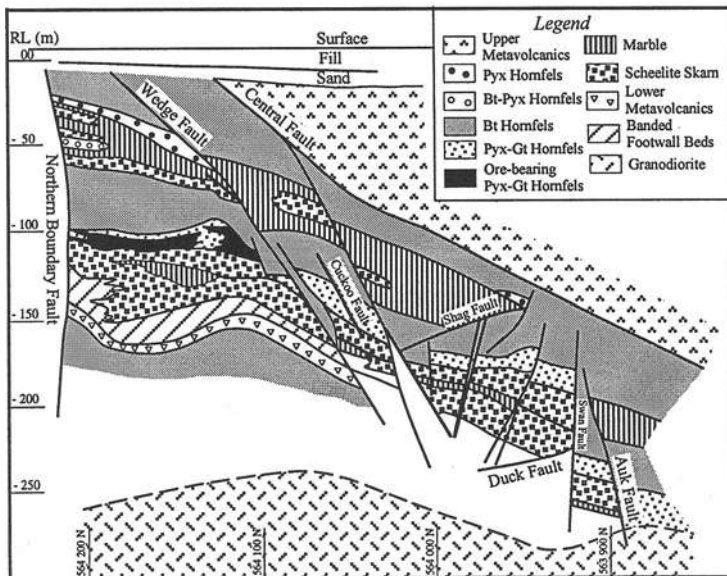 RL (m)
Surface
00
Fill
Sand
- 50
- 100
- 150
- 200
- 250
Northern Boundary Fault
Wedge Fault
Central Fault
Cuckoo Fault
Shag Fault
Duck Fault
Swan Fault
Auk Fault
564 200 N
564 100 N
564 000 N
563 900 N
Legend
Upper
Metavolcanics
Pyx Hornfels
Bt-Pyx Hornfels
Bt Hornfels
Pyx-Gt Hornfels
Ore-bearing
Pyx-Gt Hornfels
Marble
Scheelite Skarn
Lower
Metavolcanics
Banded
Footwall Beds
Granodiorite